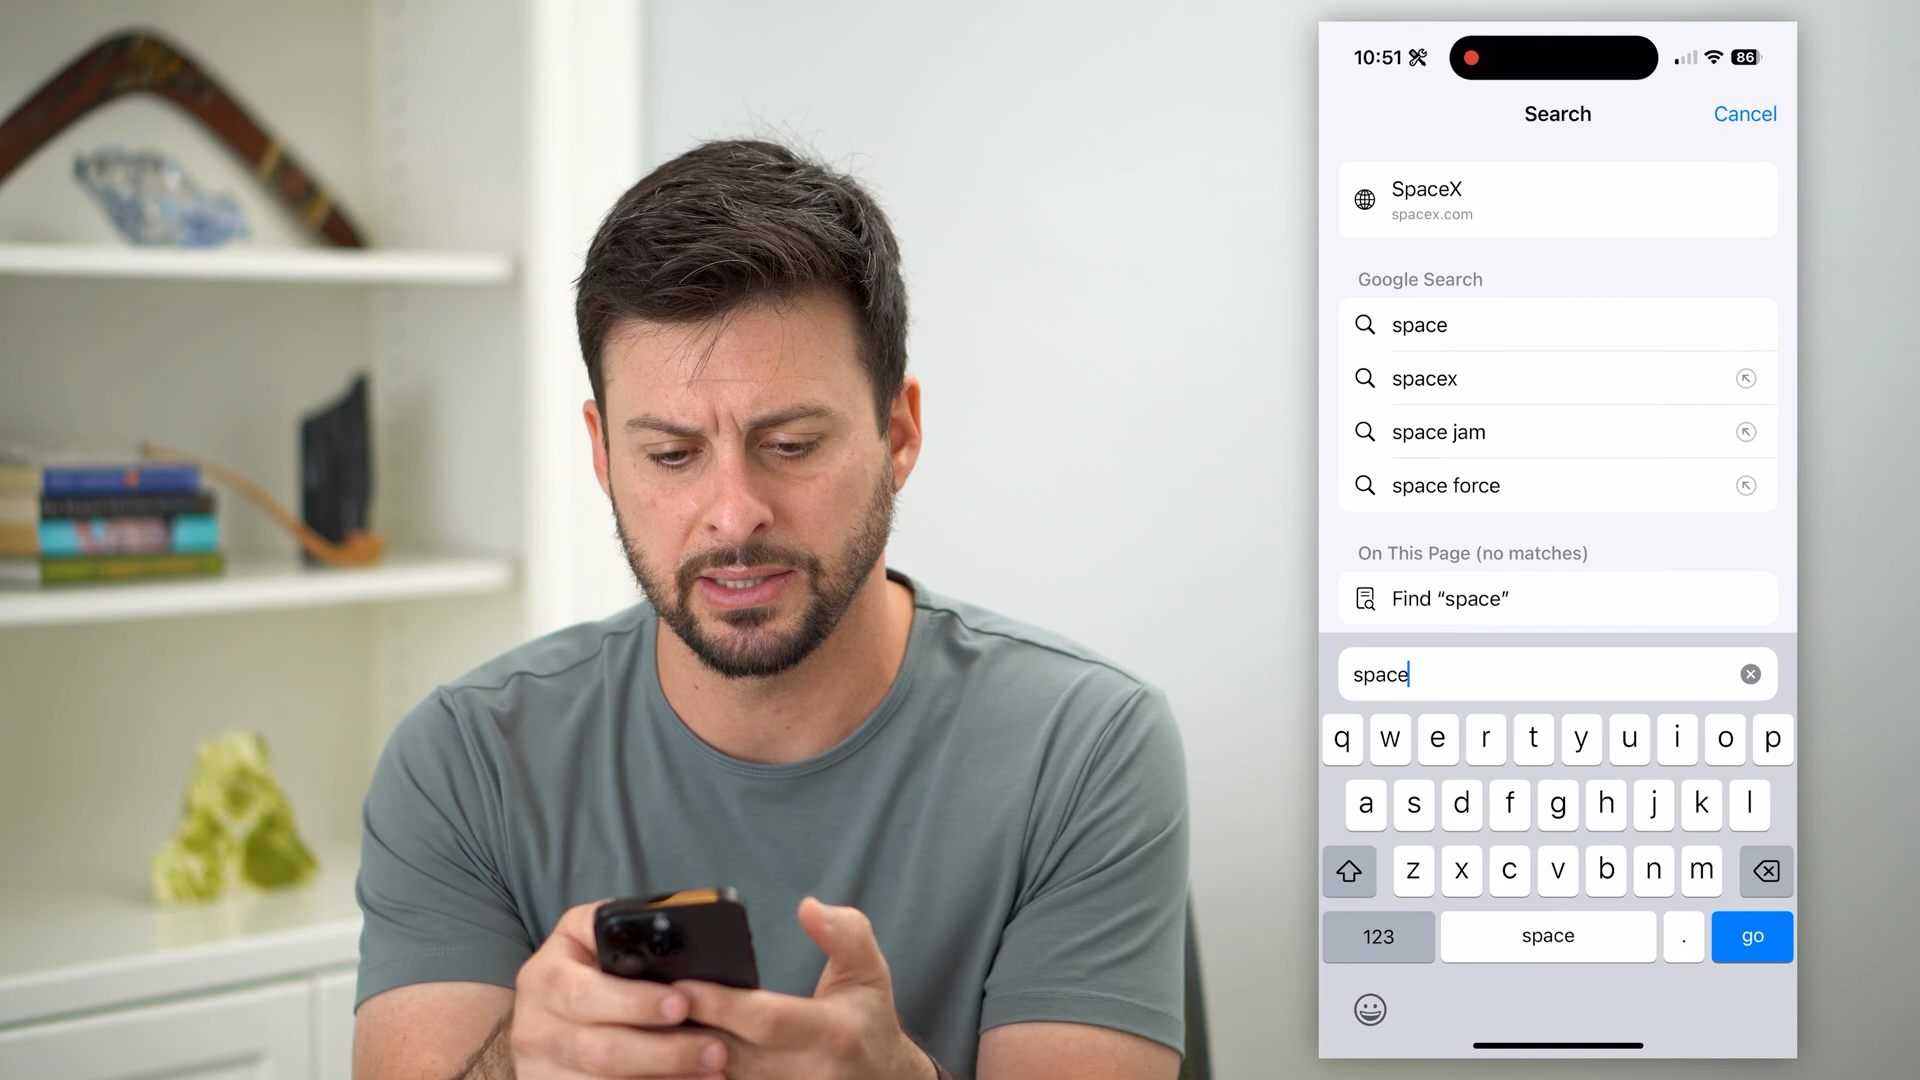 10:51
86
Search
Cancel
SpaceX
spacex.com
Google Search
space
spacex
space jam
space force
On This Page (no matches)
Find “space”
space
q w e r t y u i o p
a s d f g h j k l
z x c v b n m
123 space . go